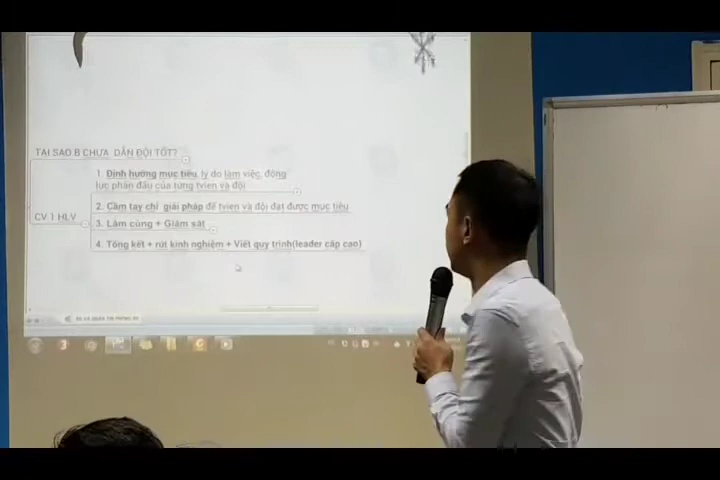 TẠI SAO B CHƯA DẪN ĐỘI TỐT?
1. Định hướng mục tiêu, lý do làm việc, động
lực phấn đấu của từng tviên và đội
2. Cầm tay chỉ giải pháp để tviên và đội đạt được mục tiêu
CV 1 HLV
3. Làm cùng + Giám sát
4. Tổng kết + rút kinh nghiệm + Viết quy trình(leader cấp cao)